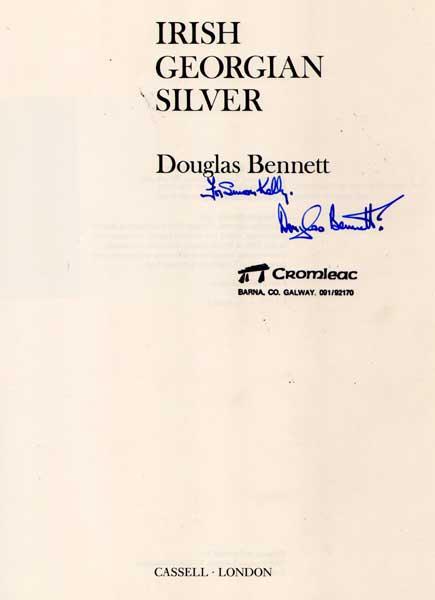 IRISH
GEORGIAN
SILVER
Douglas Bennett
For Simon Kelly.
Douglas Bennett.
Cromleac
BARNA, CO. GALWAY. 091/92170
CASSELL · LONDON